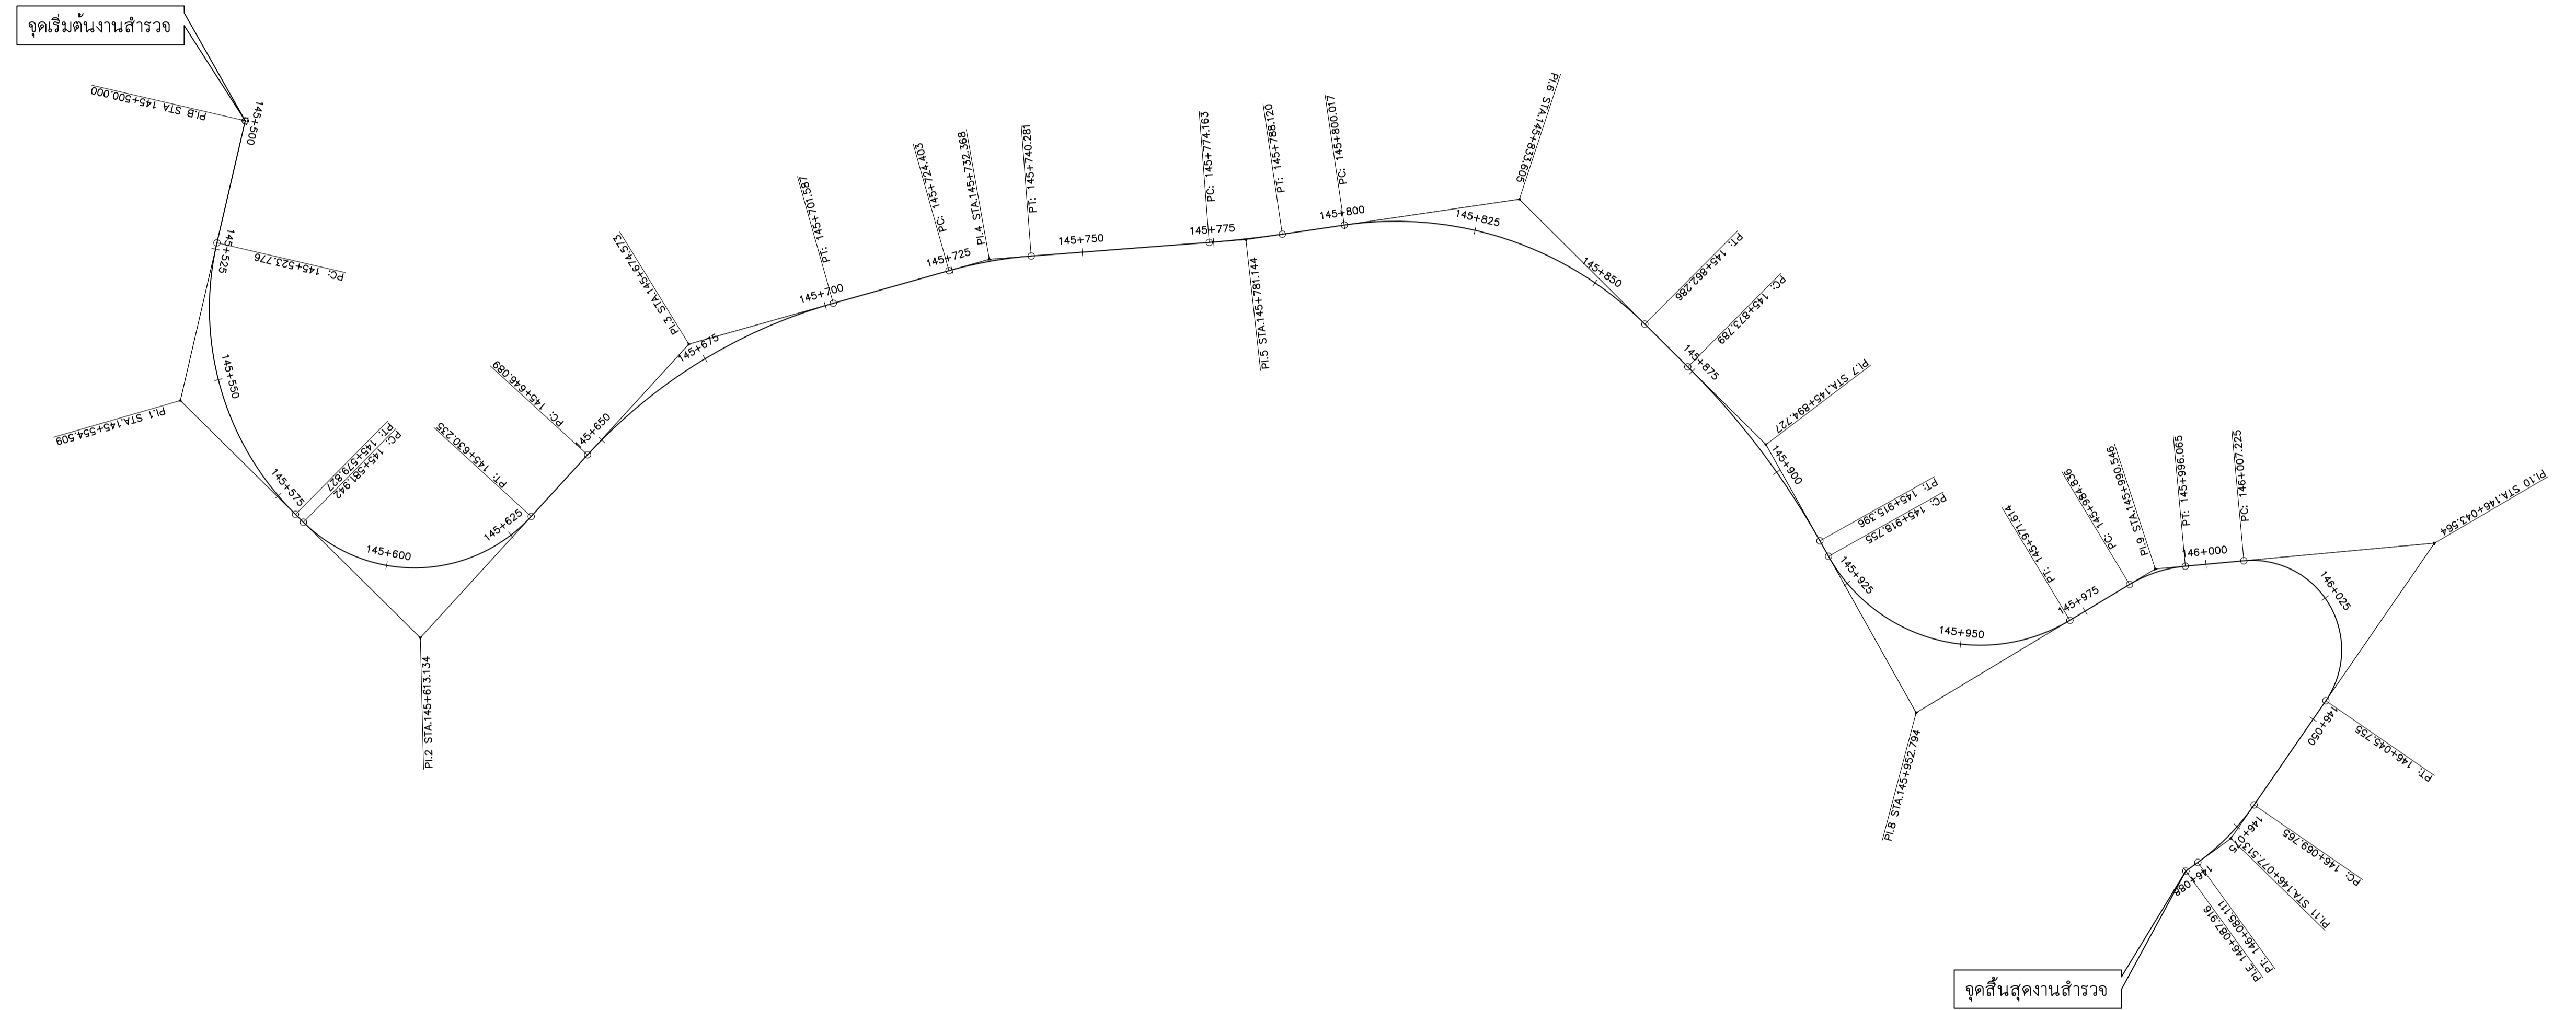 จุดเริ่มต้นงานสำรวจ
PI.B STA 145+500.000
145+500
145+525
PC: 145+523.776
145+550
PI.1 STA.145+554.509
145+575
PT: 145+579.827
PC: 145+581.942
145+600
PI.2 STA.145+613.134
145+625
PT: 145+630.235
PC: 145+646.089
145+650
PI.3 STA.145+674.573
145+675
145+700
PT: 145+701.587
PC: 145+724.403
145+725
PI.4 STA.145+732.368
PT: 145+740.281
145+750
PC: 145+774.163
145+775
PI.5 STA.145+781.144
PT: 145+788.120
PC: 145+800.017
145+800
145+825
PI.6 STA.145+833.605
145+850
PT: 145+862.286
PC: 145+873.789
145+875
PI.7 STA.145+894.727
145+900
PT: 145+915.396
PC: 145+918.755
145+925
145+950
PI.8 STA.145+952.794
PT: 145+971.614
145+975
PC: 145+984.836
PI.9 STA.145+990.546
PT: 145+996.065
146+000
PC: 146+007.225
146+025
PI.10 STA.146+043.564
PT: 146+045.755
146+050
PC: 146+069.765
146+075
PI.11 STA.146+077.513
PT: 146+085.111
PI.E 146+087.916
146+088
จุดสิ้นสุดงานสำรวจ